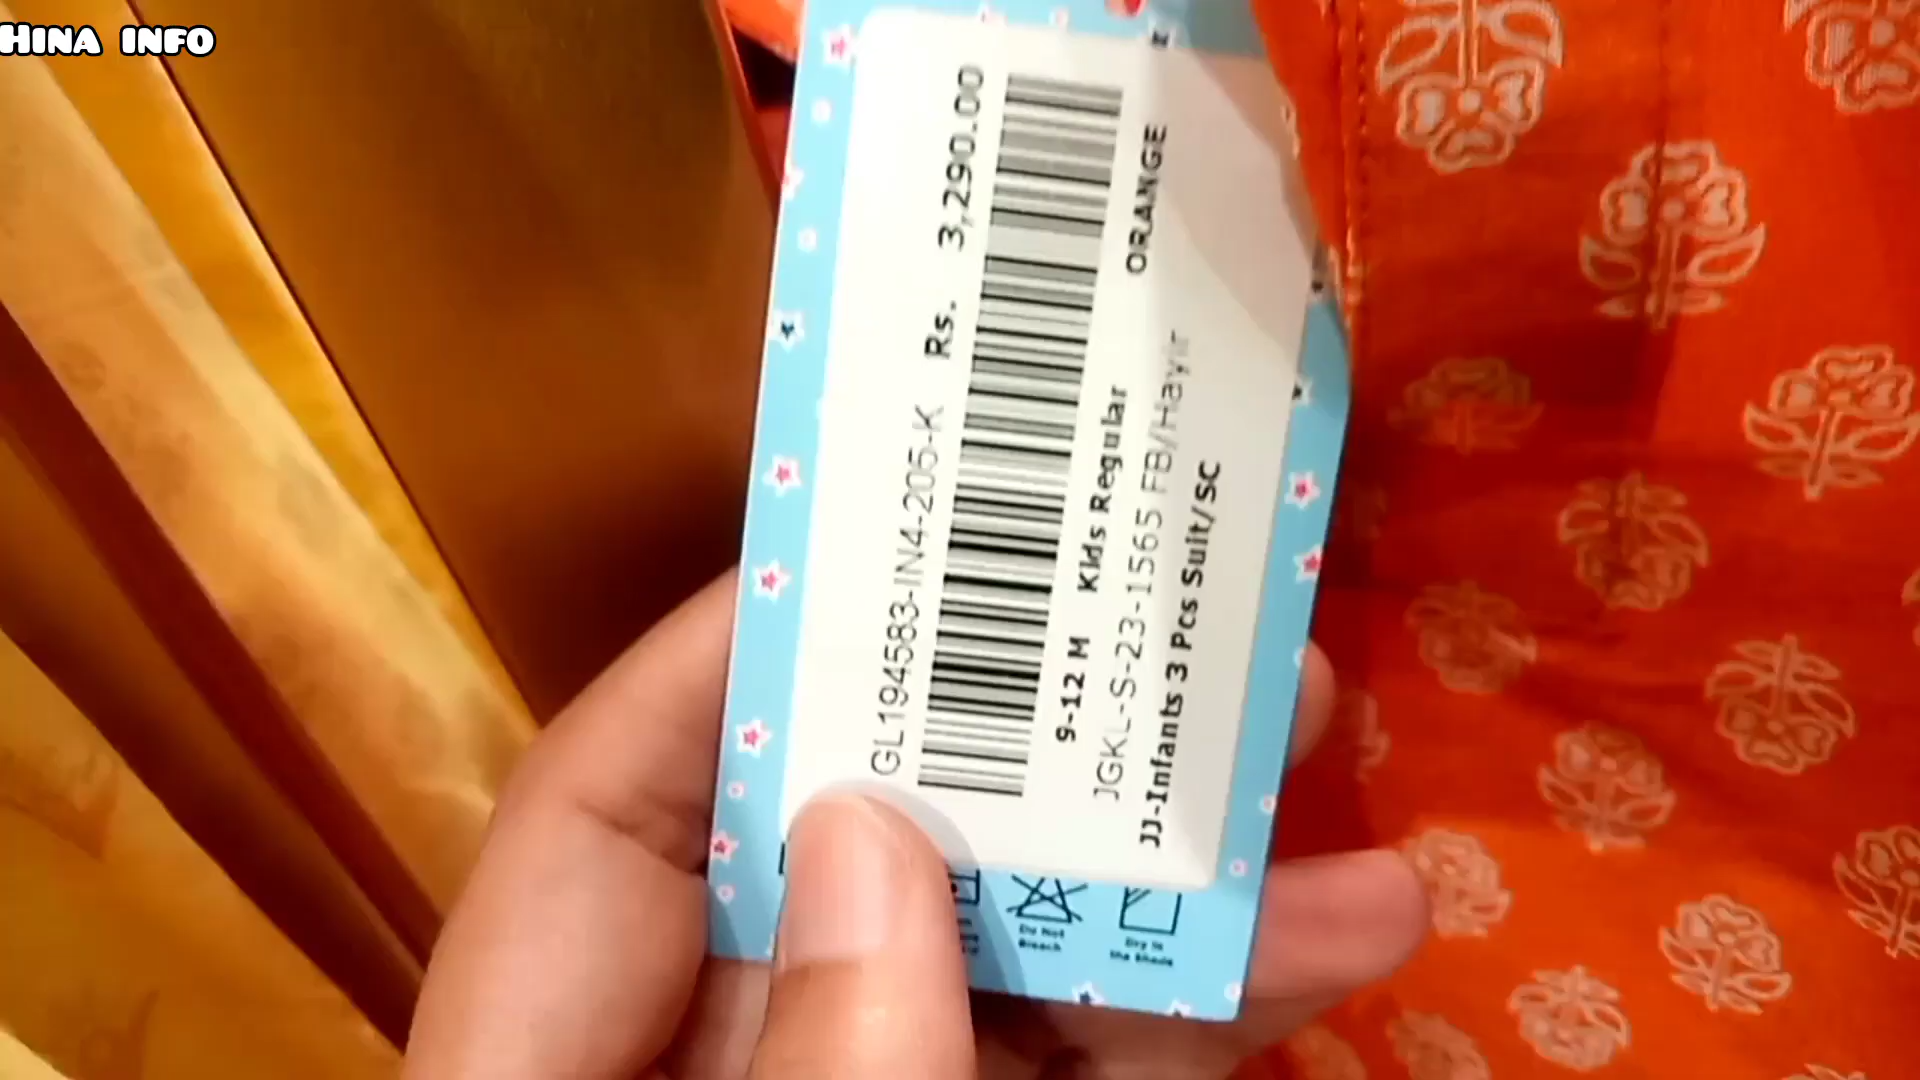 HINA INFO
GL194583-IN4-205-K Rs. 3,290.00
9-12 M Kids Regular ORANGE
JGKL-S-23-1565 FB/Hayir
JJ-Infants 3 Pcs Suit/SC
Do Not
Bleach
Dry in
the Shade